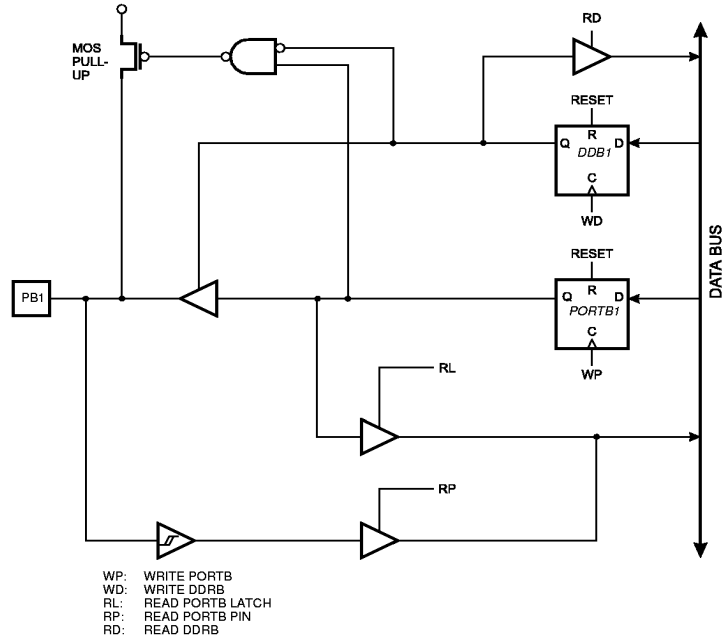 RD
MOS
PULL-
UP
RESET
R
Q
D
DDB1
C
WD
RESET
R
PB1
Q
D
PORTB1
C
WP
DATA BUS
RL
RP
WP: WRITE PORTB
WD: WRITE DDRB
RL: READ PORTB LATCH
RP: READ PORTB PIN
RD: READ DDRB